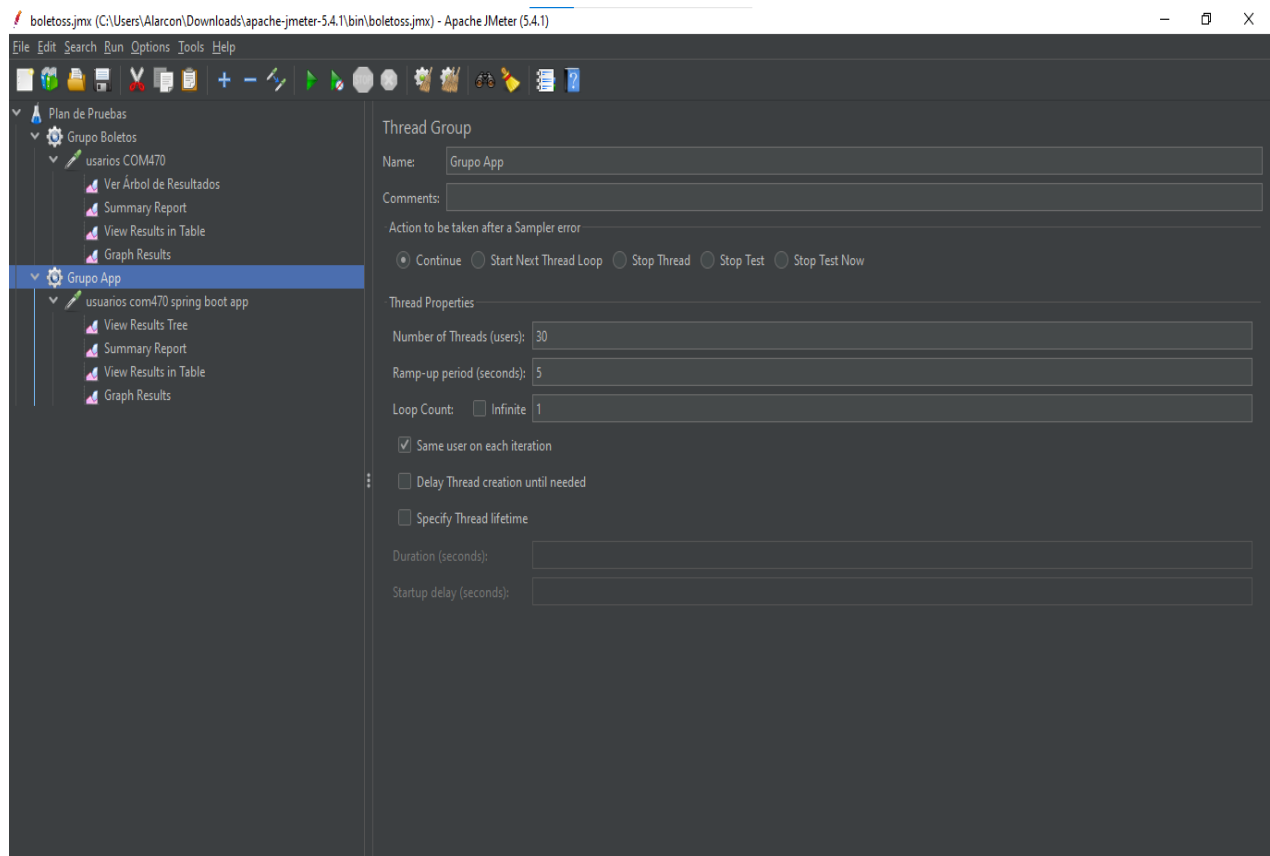 boletoss.jmx (C:\Users\Alarcon\Downloads\apache-jmeter-5.4.1\bin\boletoss.jmx) - Apache JMeter (5.4.1)
File Edit Search Run Options Tools Help
Plan de Pruebas
Grupo Boletos
usarios COM470
Ver Árbol de Resultados
Summary Report
View Results in Table
Graph Results
Grupo App
usuarios com470 spring boot app
View Results Tree
Summary Report
View Results in Table
Graph Results
Thread Group
Name: Grupo App
Comments:
Action to be taken after a Sampler error
Continue Start Next Thread Loop Stop Thread Stop Test Stop Test Now
Thread Properties
Number of Threads (users): 30
Ramp-up period (seconds): 5
Loop Count: Infinite 1
Same user on each iteration
Delay Thread creation until needed
Specify Thread lifetime
Duration (seconds):
Startup delay (seconds):